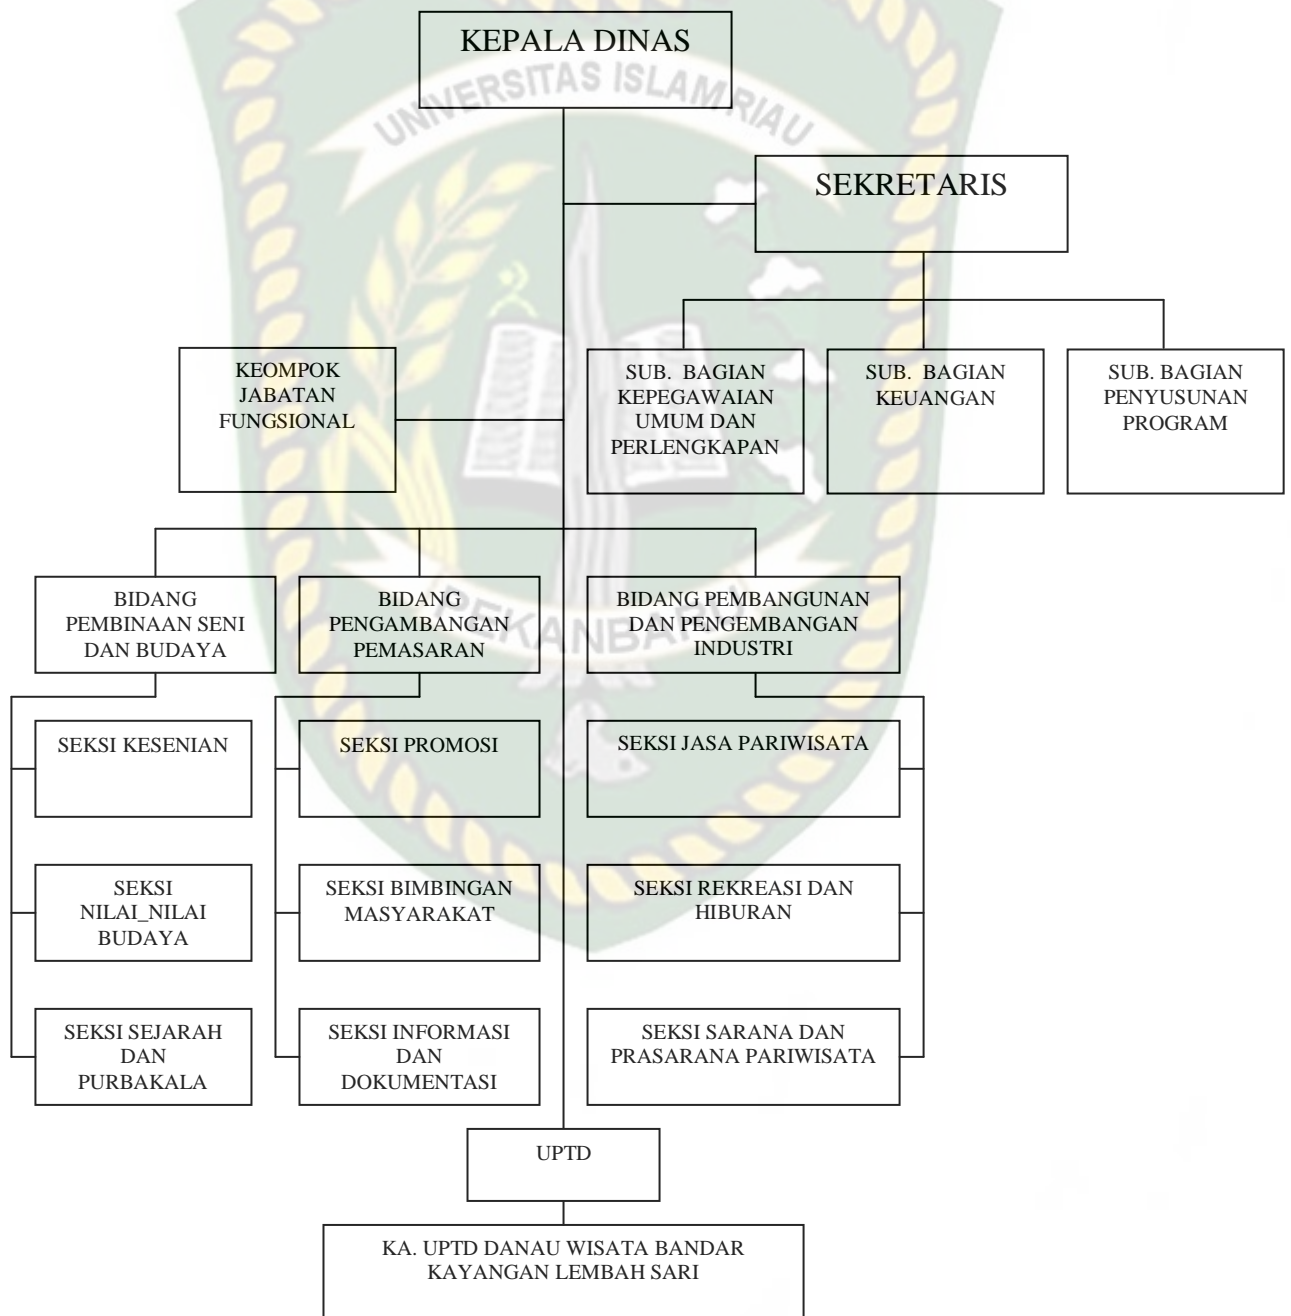 KEPALA DINAS
UNIVERSITAS ISLAM RIAU
SEKRETARIS
KEOMPOK
JABATAN
FUNGSIONAL
SUB. BAGIAN
KEPEGAWAIAN
UMUM DAN
PERLENGKAPAN
SUB. BAGIAN
KEUANGAN
SUB. BAGIAN
PENYUSUNAN
PROGRAM
BIDANG
PEMBINAAN SENI
DAN BUDAYA
BIDANG
PENGAMBANGAN
PEMASARAN
BIDANG PEMBANGUNAN
DAN PENGEMBANGAN
INDUSTRI
PEKANBARU
SEKSI KESENIAN
SEKSI PROMOSI
SEKSI JASA PARIWISATA
SEKSI
NILAI_NILAI
BUDAYA
SEKSI BIMBINGAN
MASYARAKAT
SEKSI REKREASI DAN
HIBURAN
SEKSI SEJARAH
DAN
PURBAKALA
SEKSI INFORMASI
DAN
DOKUMENTASI
SEKSI SARANA DAN
PRASARANA PARIWISATA
UPTD
KA. UPTD DANAU WISATA BANDAR
KAYANGAN LEMBAH SARI